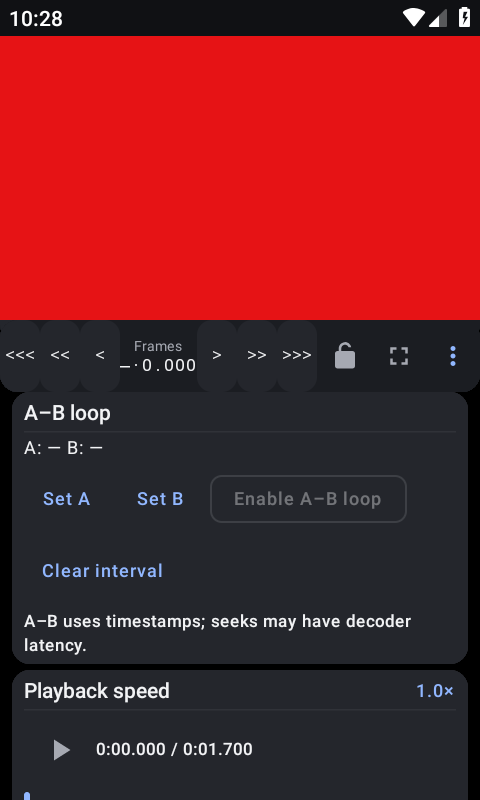 10:28
<<< << < Frames > >> >>>
–·0.000
A–B loop
A: — B: —
Set A Set B Enable A–B loop
Clear interval
A–B uses timestamps; seeks may have decoder
latency.
Playback speed 1.0×
0:00.000 / 0:01.700